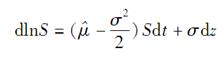 dlnS = (μ̂ − σ²/2) Sdt + σdz